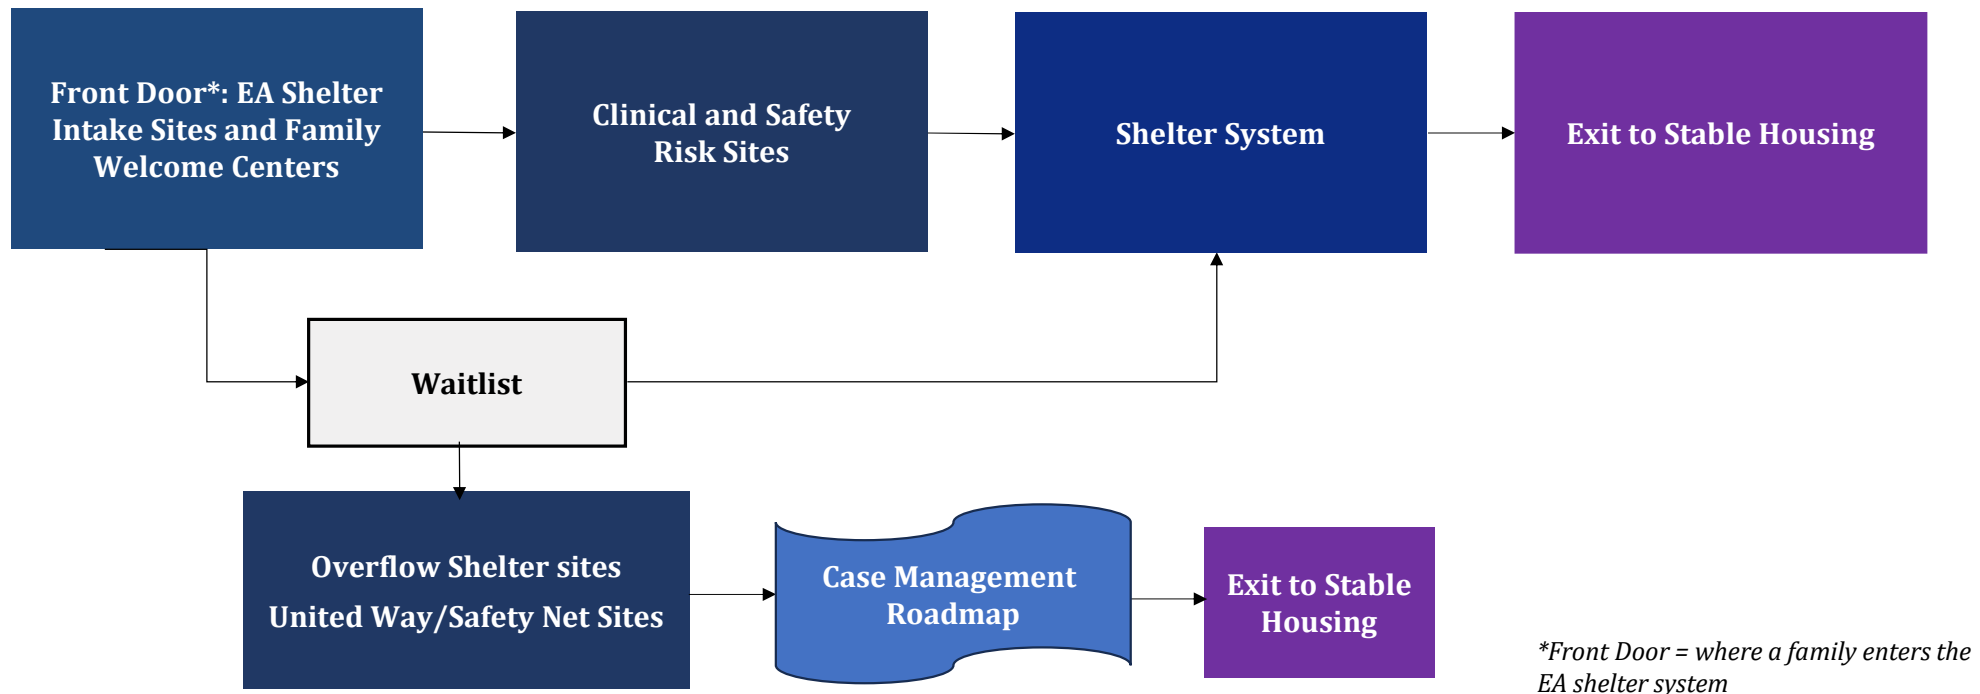 Front Door*: EA Shelter
Intake Sites and Family
Welcome Centers
Clinical and Safety
Risk Sites
Shelter System
Exit to Stable Housing
Waitlist
Overflow Shelter sites
United Way/Safety Net Sites
Case Management
Roadmap
Exit to Stable
Housing
*Front Door = where a family enters the
EA shelter system